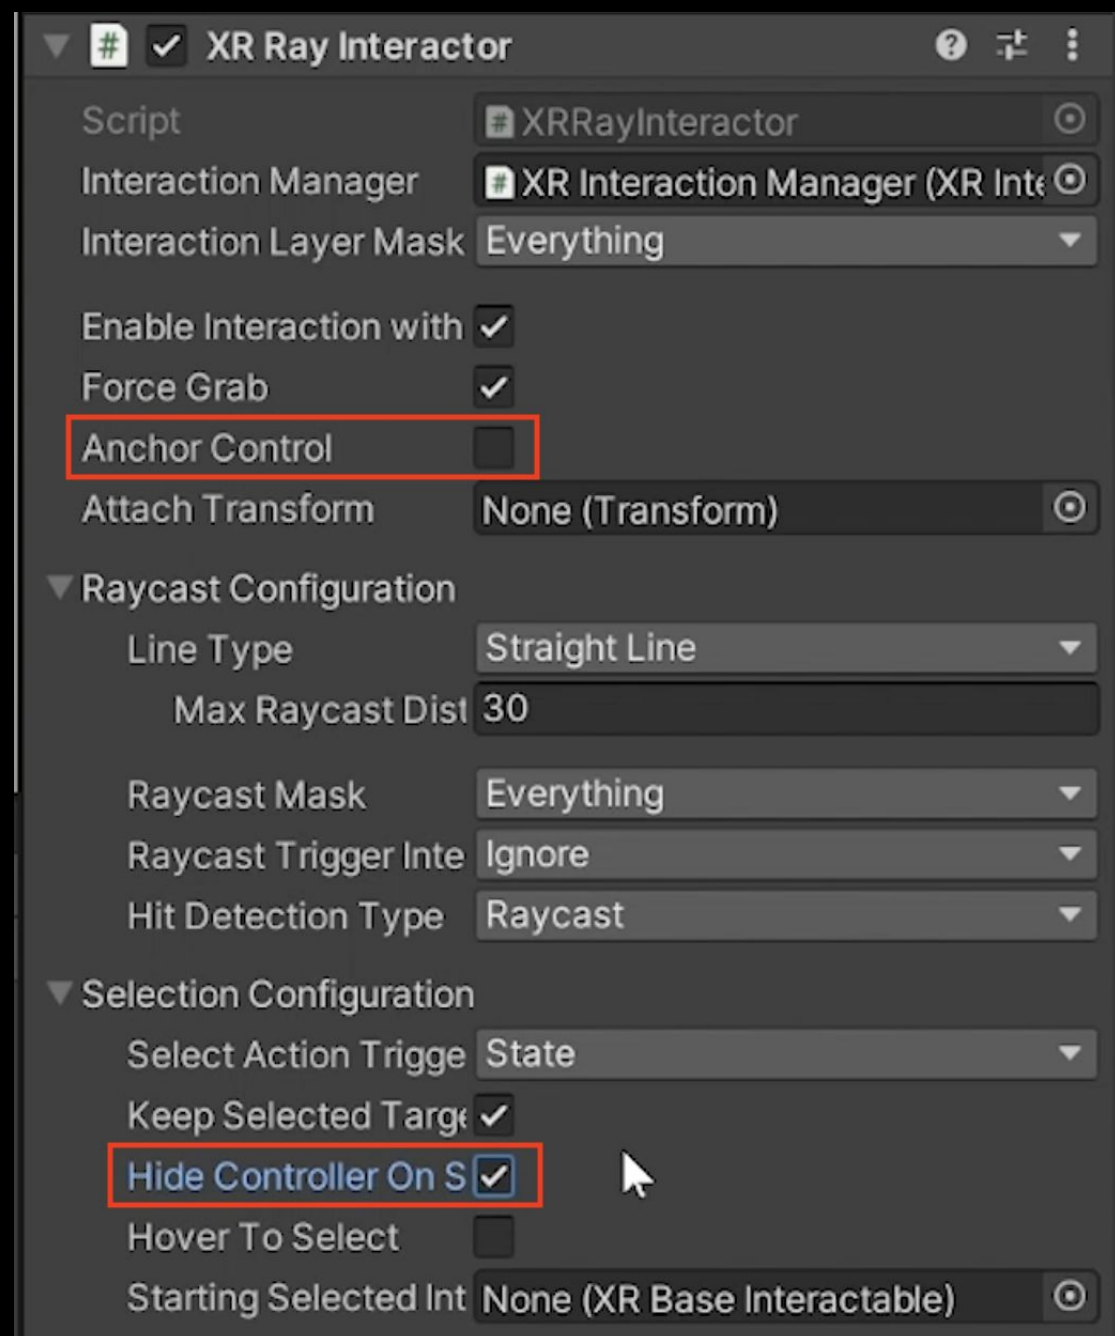 XR Ray Interactor
Script XRRayInteractor
Interaction Manager XR Interaction Manager (XR Inte
Interaction Layer Mask Everything
Enable Interaction with
Force Grab
Anchor Control
Attach Transform None (Transform)
Raycast Configuration
Line Type Straight Line
Max Raycast Dist 30
Raycast Mask Everything
Raycast Trigger Inte Ignore
Hit Detection Type Raycast
Selection Configuration
Select Action Trigge State
Keep Selected Targe
Hide Controller On S
Hover To Select
Starting Selected Int None (XR Base Interactable)